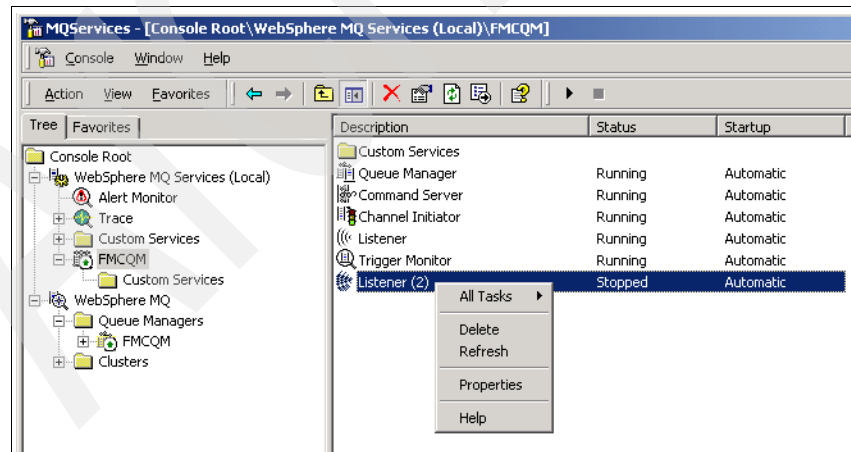 MQServices - [Console Root\WebSphere MQ Services (Local)\FMCQM]
Console Window Help
Action View Favorites
Tree Favorites
Description Status Startup
Console Root
WebSphere MQ Services (Local)
Alert Monitor
Trace
Custom Services
FMCQM
Custom Services
WebSphere MQ
Queue Managers
FMCQM
Clusters
Custom Services
Queue Manager Running Automatic
Command Server Running Automatic
Channel Initiator Running Automatic
Listener Running Automatic
Trigger Monitor Running Automatic
Listener (2) Stopped Automatic
All Tasks
Delete
Refresh
Properties
Help